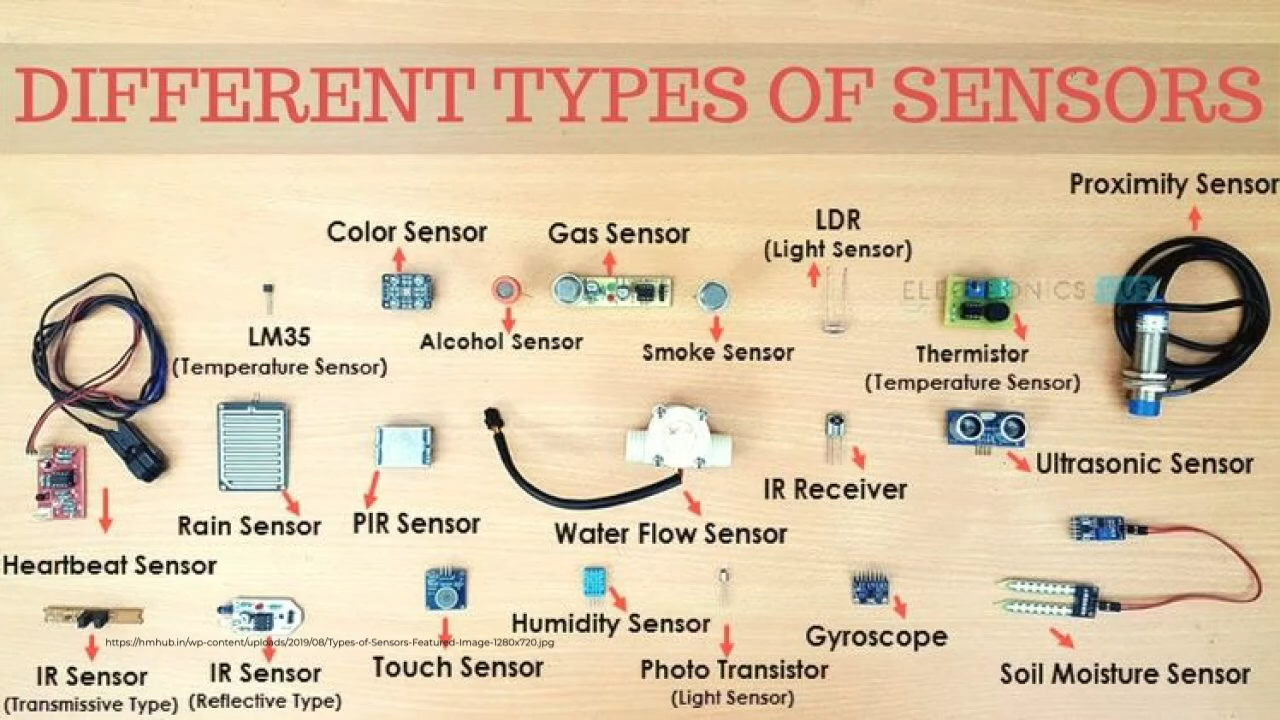 DIFFERENT TYPES OF SENSORS
Proximity Sensor
Color Sensor
Gas Sensor
LDR
(Light Sensor)
ELECTRONICS HUB
LM35
(Temperature Sensor)
Alcohol Sensor
Smoke Sensor
Thermistor
(Temperature Sensor)
Heartbeat Sensor
Rain Sensor
PIR Sensor
Water Flow Sensor
IR Receiver
Ultrasonic Sensor
IR Sensor
(Transmissive Type)
IR Sensor
(Reflective Type)
https://hmhub.in/wp-content/uploads/2019/08/Types-of-Sensors-Featured-Image-1280x720.jpg
Touch Sensor
Humidity Sensor
Photo Transistor
(Light Sensor)
Gyroscope
Soil Moisture Sensor